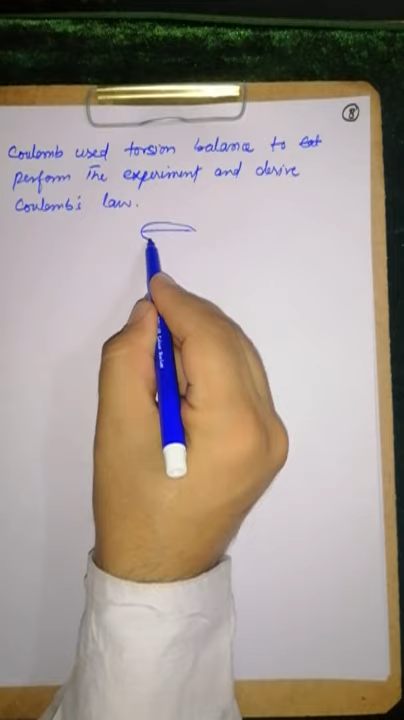 8
Coulomb used torsion balance to
perform The experiment and derive
Coulomb's law.